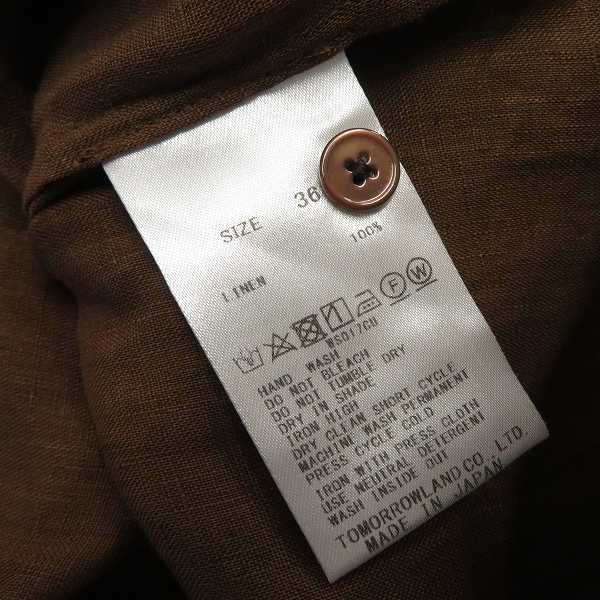 SIZE 36
LINEN 100%
F W
WS017CU
HAND WASH
DO NOT BLEACH
DO NOT TUMBLE DRY
DRY IN SHADE
IRON HIGH
DRY CLEAN SHORT CYCLE
MACHINE WASH PERMANENT
PRESS CYCLE COLD
IRON WITH PRESS CLOTH
USE NEUTRAL DETERGENT
WASH INSIDE OUT
TOMORROWLAND CO., LTD.
MADE IN JAPAN.